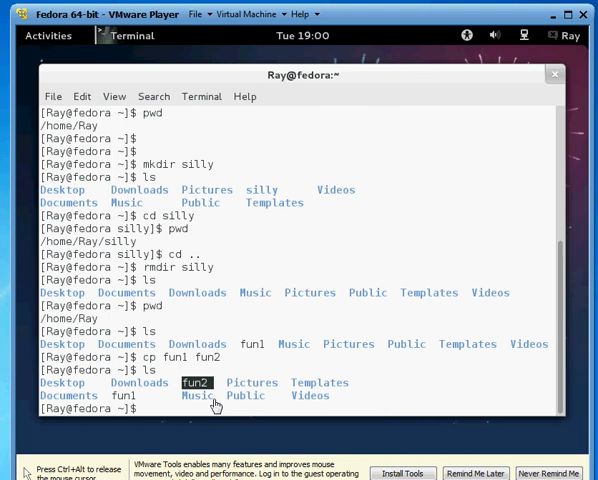 Fedora 64-bit - VMware Player File Virtual Machine Help
Activities Terminal Tue 19:00 Ray
Ray@fedora:~
File Edit View Search Terminal Help
[Ray@fedora ~]$ pwd
/home/Ray
[Ray@fedora ~]$
[Ray@fedora ~]$
[Ray@fedora ~]$ mkdir silly
[Ray@fedora ~]$ ls
Desktop Downloads Pictures silly Videos
Documents Music Public Templates
[Ray@fedora ~]$ cd silly
[Ray@fedora silly]$ pwd
/home/Ray/silly
[Ray@fedora silly]$ cd ..
[Ray@fedora ~]$ rmdir silly
[Ray@fedora ~]$ ls
Desktop Documents Downloads Music Pictures Public Templates Videos
[Ray@fedora ~]$ pwd
/home/Ray
[Ray@fedora ~]$ ls
Desktop Documents Downloads fun1 Music Pictures Public Templates Videos
[Ray@fedora ~]$ cp fun1 fun2
[Ray@fedora ~]$ ls
Desktop Downloads fun2 Pictures Templates
Documents fun1 Music Public Videos
[Ray@fedora ~]$
Press Ctrl+Alt to release
the mouse cursor
VMware Tools enables many features and improves mouse
movement, video and performance. Log in to the guest operating
Install Tools Remind Me Later Never Remind Me